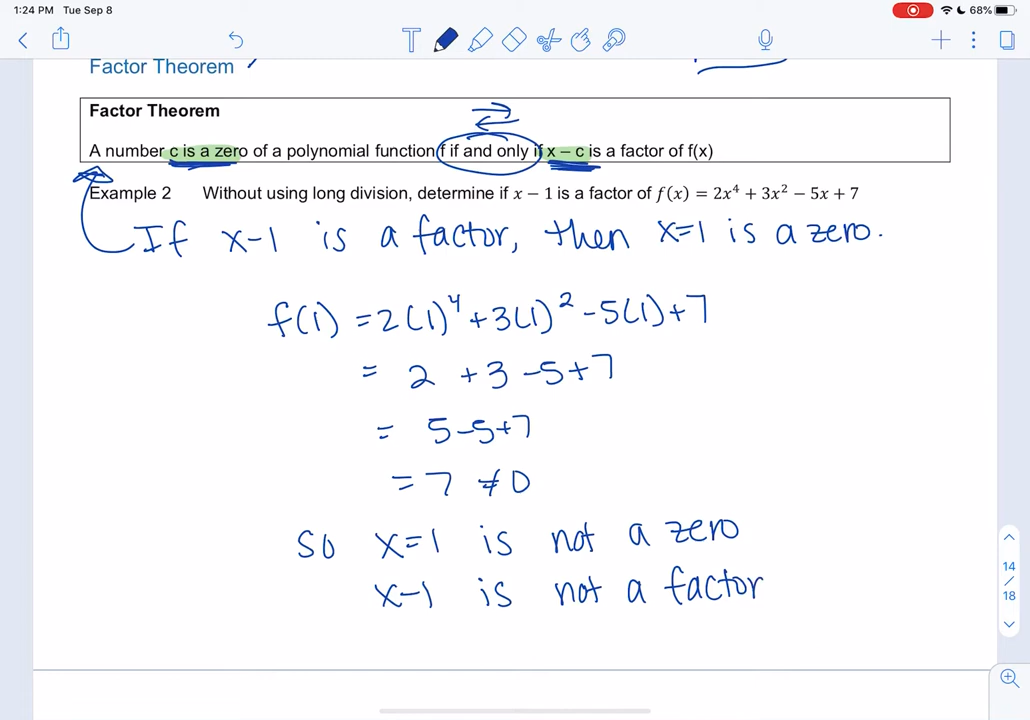 1:24 PM Tue Sep 8
68%
Factor Theorem
Factor Theorem
A number c is a zero of a polynomial function f if and only if x – c is a factor of f(x)
Example 2 Without using long division, determine if x − 1 is a factor of f(x) = 2x⁴ + 3x² − 5x + 7
If x-1 is a factor, then x=1 is a zero.
f(1) = 2(1)⁴ + 3(1)² - 5(1) + 7
= 2 + 3 - 5 + 7
= 5 - 5 + 7
= 7 ≠ 0
So x=1 is not a zero
x-1 is not a factor
14
/
18